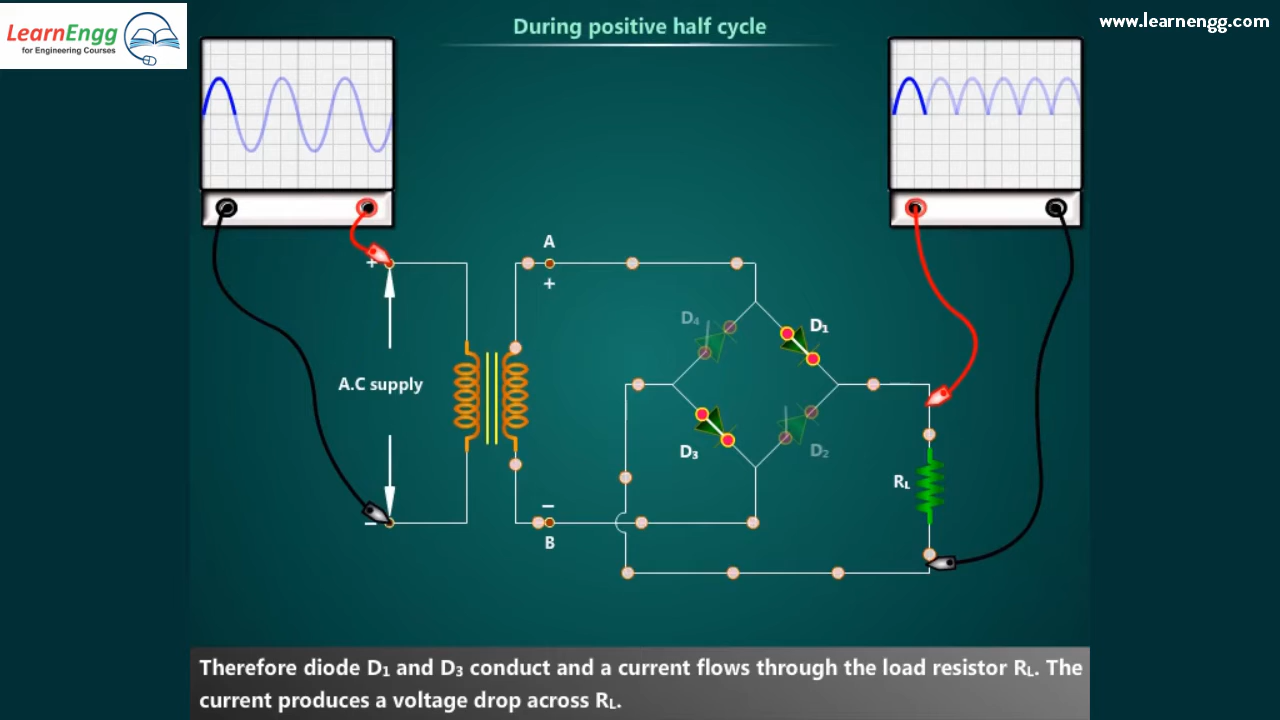 LearnEngg
for Engineering Courses
During positive half cycle
www.learnengg.com
A
+
+
D₄
D₁
A.C supply
D₃
D₂
RL
−
−
B
Therefore diode D₁ and D₃ conduct and a current flows through the load resistor RL. The
current produces a voltage drop across RL.